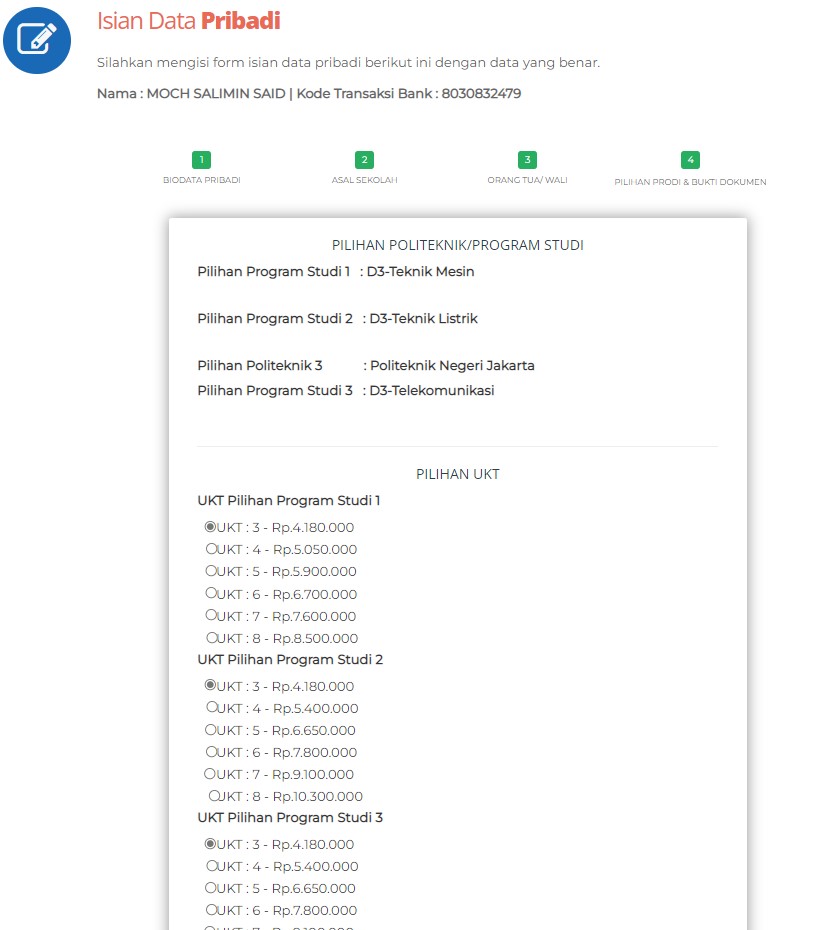 Isian Data Pribadi
Silahkan mengisi form isian data pribadi berikut ini dengan data yang benar.
Nama : MOCH SALIMIN SAID | Kode Transaksi Bank : 8030832479
1 2 3 4
BIODATA PRIBADI ASAL SEKOLAH ORANG TUA/ WALI PILIHAN PRODI & BUKTI DOKUMEN
PILIHAN POLITEKNIK/PROGRAM STUDI
Pilihan Program Studi 1 : D3-Teknik Mesin
Pilihan Program Studi 2 : D3-Teknik Listrik
Pilihan Politeknik 3 : Politeknik Negeri Jakarta
Pilihan Program Studi 3 : D3-Telekomunikasi
PILIHAN UKT
UKT Pilihan Program Studi 1
UKT : 3 - Rp.4.180.000
UKT : 4 - Rp.5.050.000
UKT : 5 - Rp.5.900.000
UKT : 6 - Rp.6.700.000
UKT : 7 - Rp.7.600.000
UKT : 8 - Rp.8.500.000
UKT Pilihan Program Studi 2
UKT : 3 - Rp.4.180.000
UKT : 4 - Rp.5.400.000
UKT : 5 - Rp.6.650.000
UKT : 6 - Rp.7.800.000
UKT : 7 - Rp.9.100.000
UKT : 8 - Rp.10.300.000
UKT Pilihan Program Studi 3
UKT : 3 - Rp.4.180.000
UKT : 4 - Rp.5.400.000
UKT : 5 - Rp.6.650.000
UKT : 6 - Rp.7.800.000